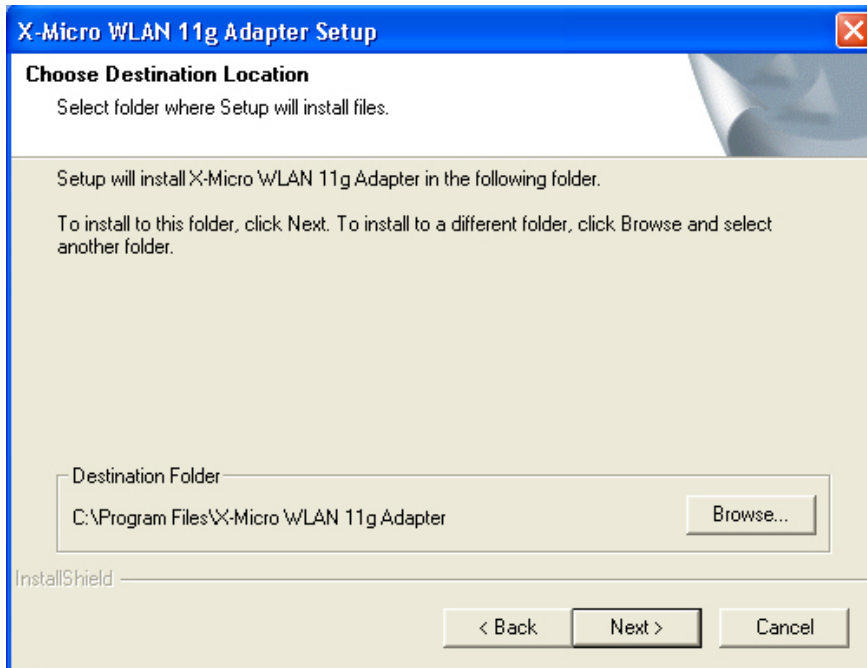 X-Micro WLAN 11g Adapter Setup
Choose Destination Location
Select folder where Setup will install files.
Setup will install X-Micro WLAN 11g Adapter in the following folder.
To install to this folder, click Next. To install to a different folder, click Browse and select
another folder.
Destination Folder
C:\Program Files\X-Micro WLAN 11g Adapter
Browse...
InstallShield
< Back
Next >
Cancel